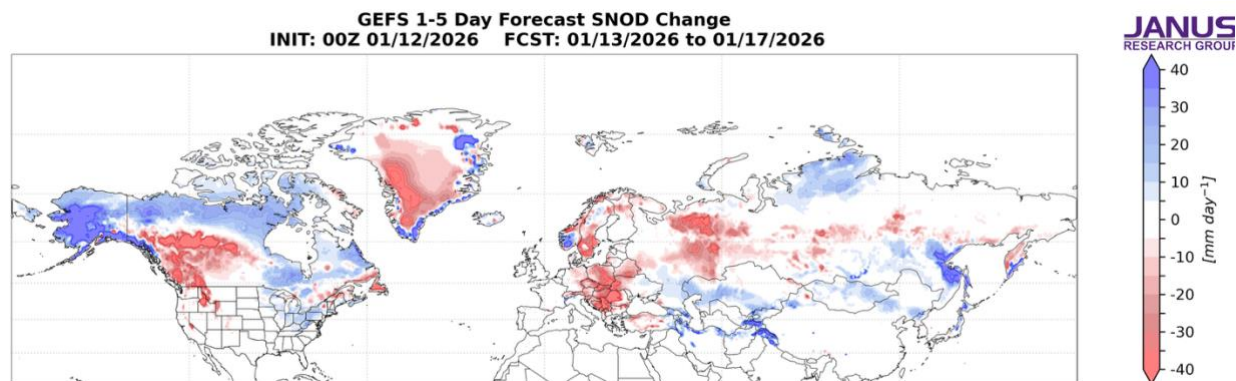 GEFS 1-5 Day Forecast SNOD Change
INIT: 00Z 01/12/2026 FCST: 01/13/2026 to 01/17/2026
JANUS
RESEARCH GROUP
40
30
20
10
0
-10
-20
-30
-40
[mm day⁻¹]